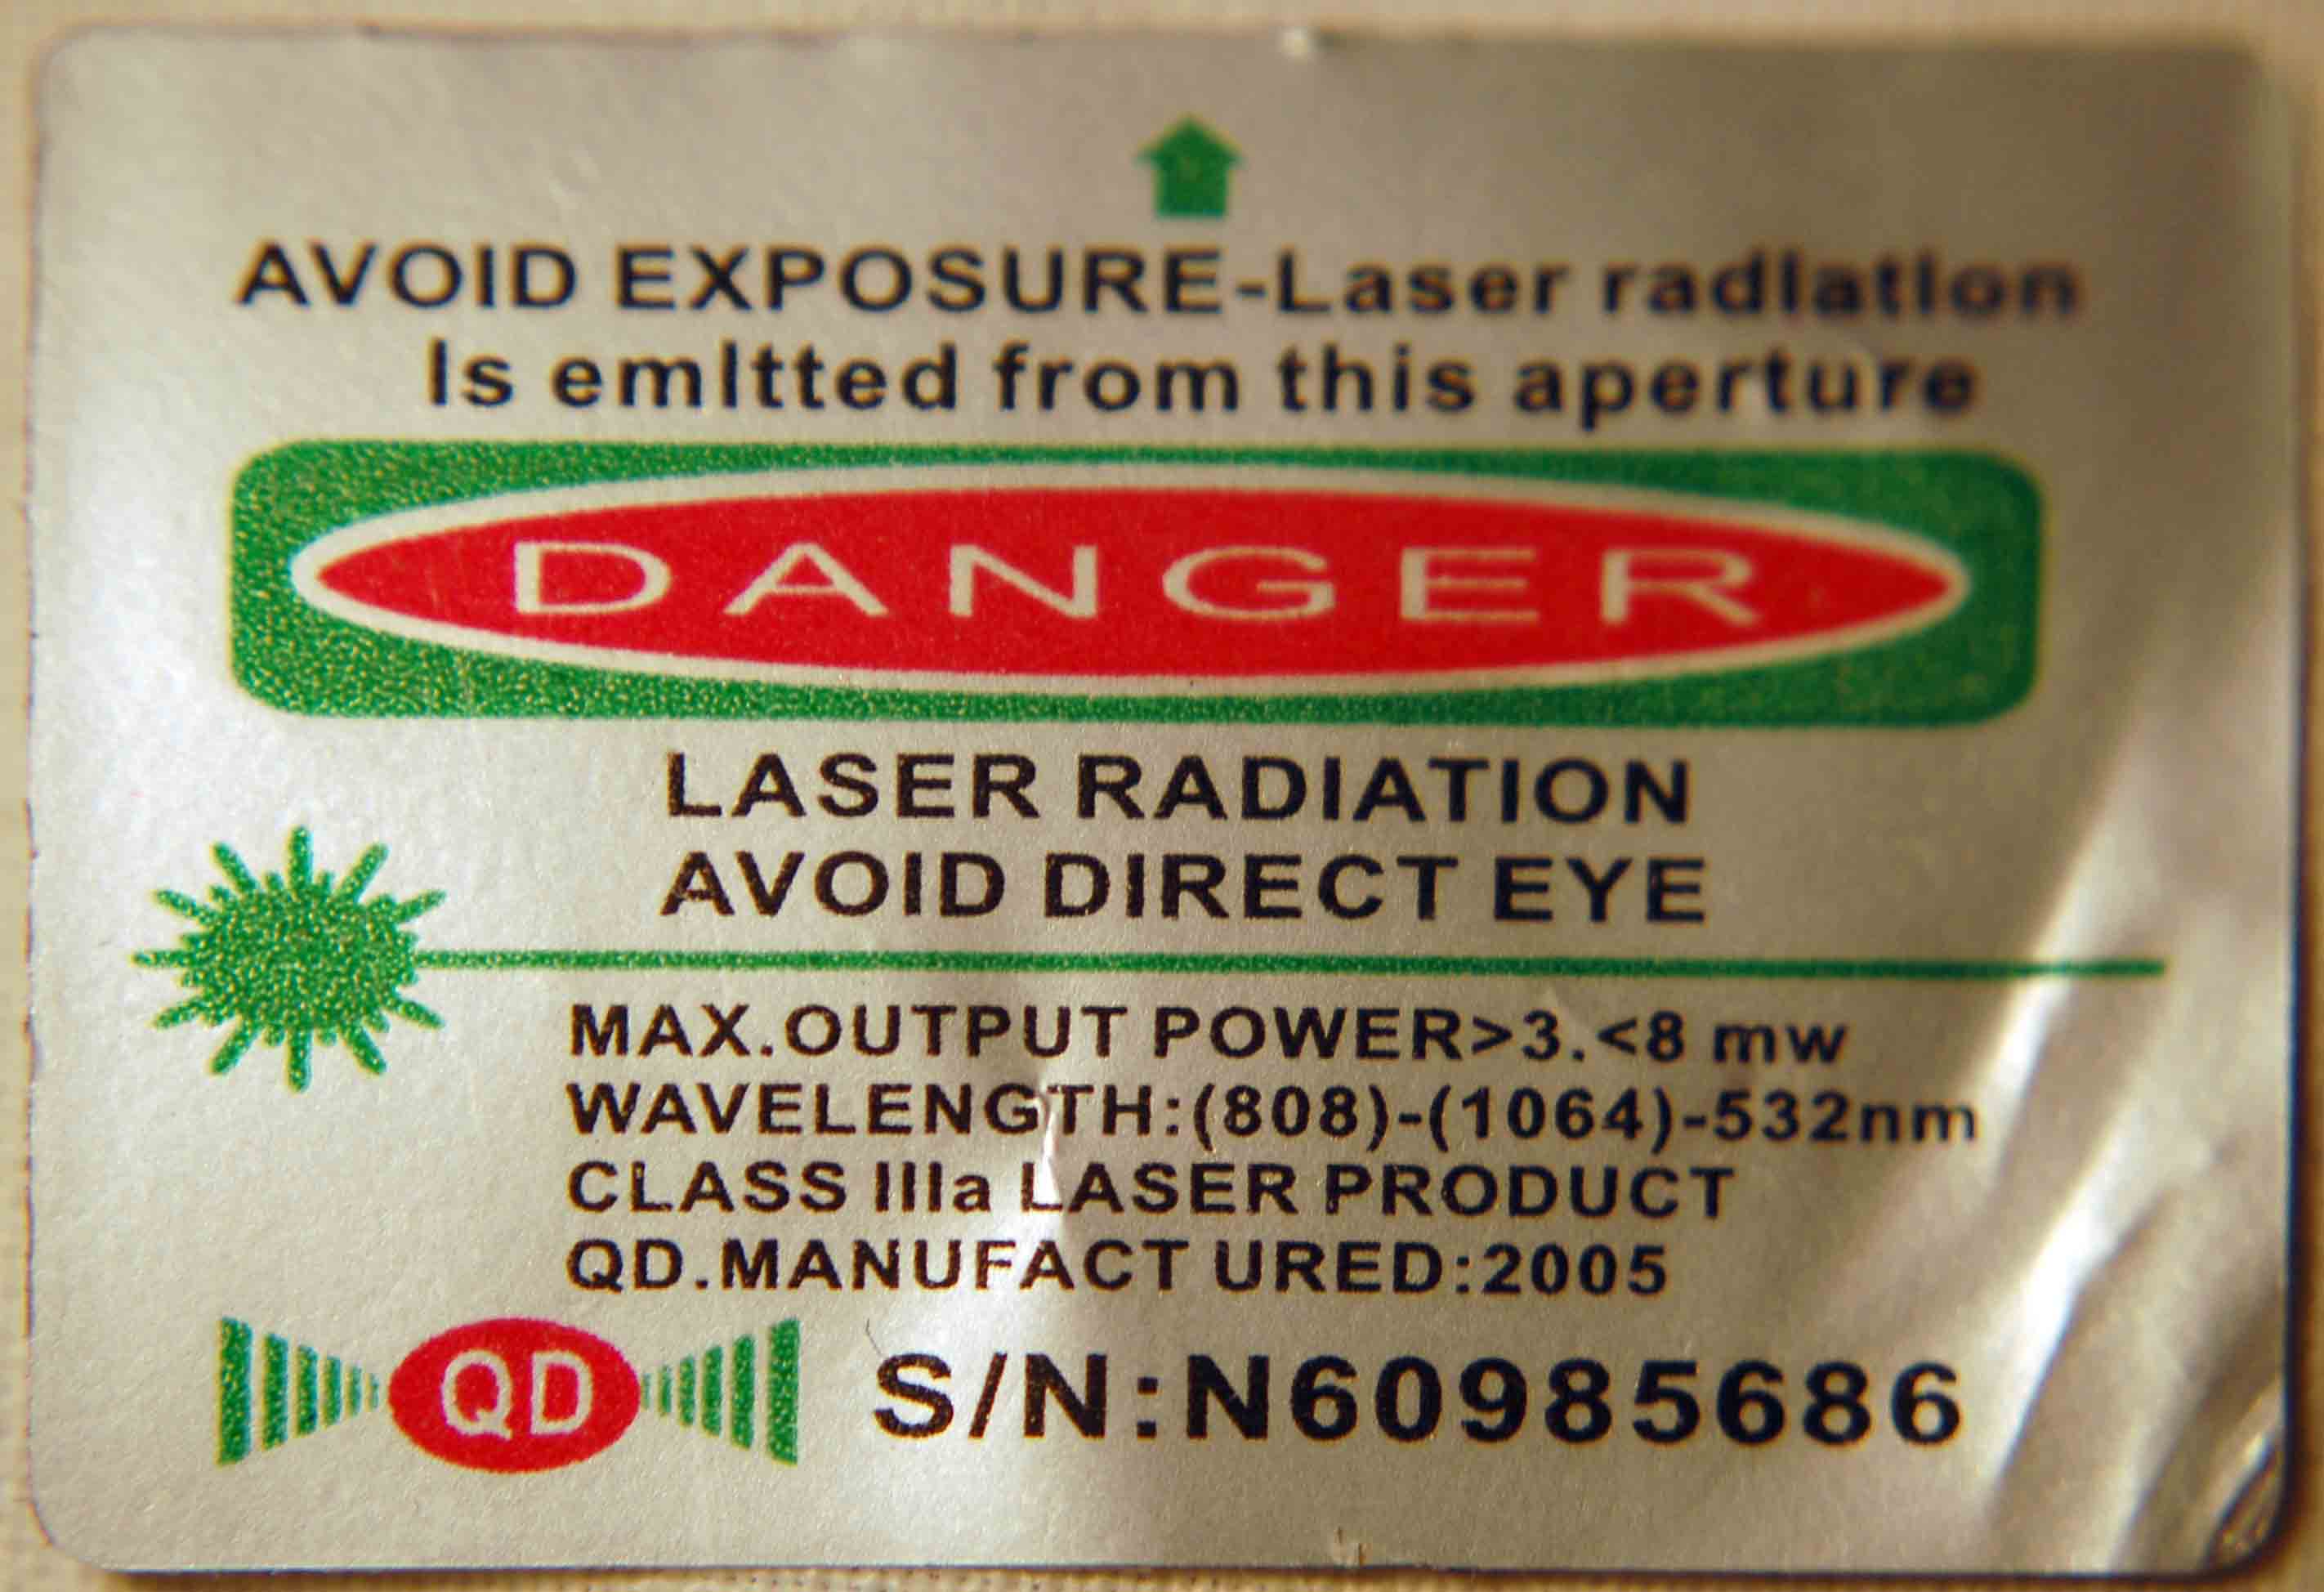 AVOID EXPOSURE-Laser radIatIon
Is emItted from this aperture
DANGER
LASER RADIATION
AVOID DIRECT EYE
MAX.OUTPUT POWER>3.<8 mw
WAVELENGTH:(808)-(1064)-532nm
CLASS IIIa LASER PRODUCT
QD.MANUFACT URED:2005
QD S/N:N60985686